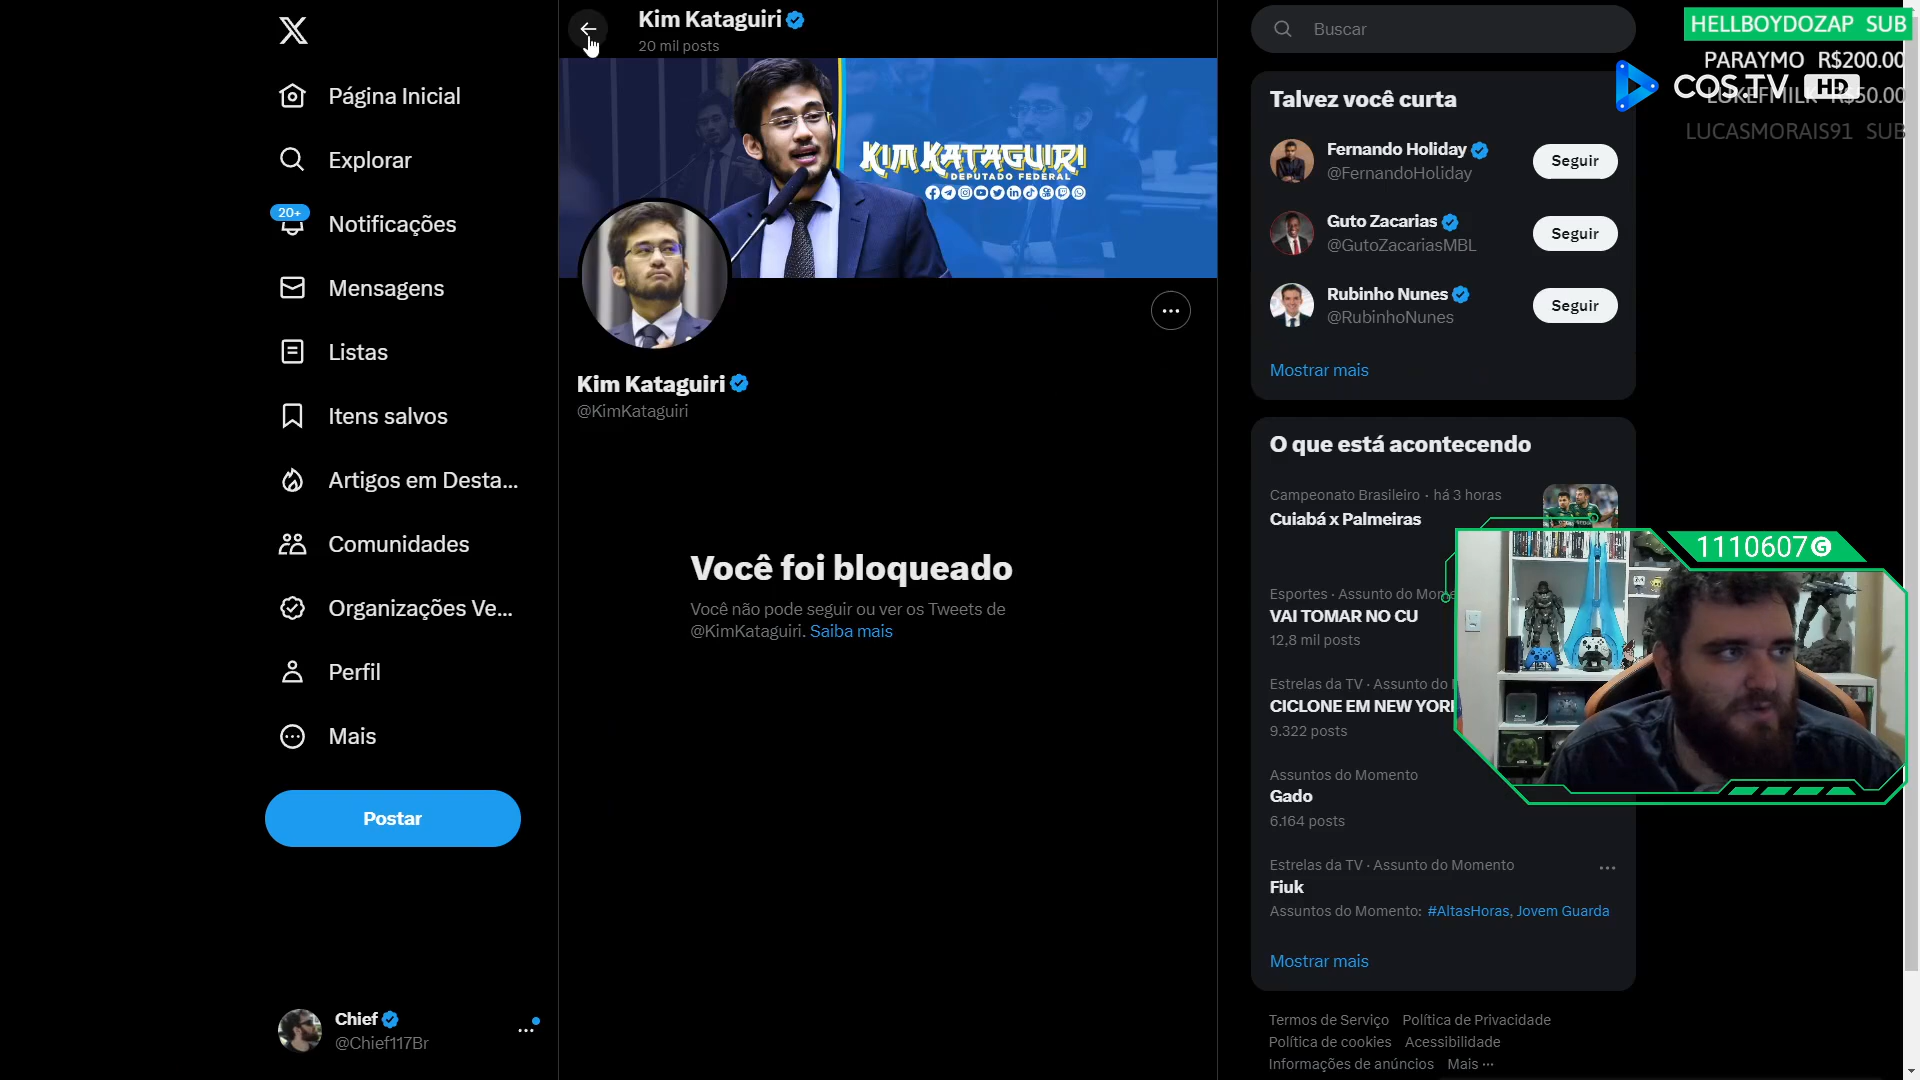 Página Inicial
Explorar
20+
Notificações
Mensagens
Listas
Itens salvos
Artigos em Desta...
Comunidades
Organizações Ve...
Perfil
Mais
Postar
Chief
@Chief117Br
Kim Kataguiri
20 mil posts
KIM KATAGUIRI
DEPUTADO FEDERAL
Kim Kataguiri
@KimKataguiri
Você foi bloqueado
Você não pode seguir ou ver os Tweets de
@KimKataguiri. Saiba mais
Buscar
Talvez você curta
Fernando Holiday
@FernandoHoliday
Seguir
Guto Zacarias
@GutoZacariasMBL
Seguir
Rubinho Nunes
@RubinhoNunes
Seguir
Mostrar mais
O que está acontecendo
Campeonato Brasileiro · há 3 horas
Cuiabá x Palmeiras
Esportes · Assunto do Mome
VAI TOMAR NO CU
12,8 mil posts
Estrelas da TV · Assunto do
CICLONE EM NEW YORK
9.322 posts
Assuntos do Momento
Gado
6.164 posts
Estrelas da TV · Assunto do Momento
Fiuk
Assuntos do Momento: #AltasHoras, Jovem Guarda
Mostrar mais
Termos de Serviço Política de Privacidade
Política de cookies Acessibilidade
Informações de anúncios Mais ...
HELLBOYDOZAP SUB
PARAYMO R$200.00
COS.TV HD
LUKEFMILK R$50.00
LUCASMORAIS91 SUB
1110607 G